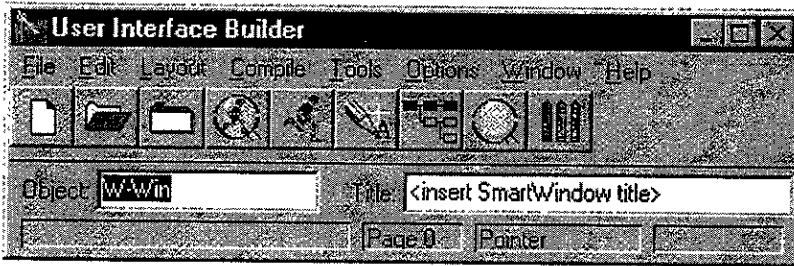 User Interface Builder
File Edit Layout Compile Tools Options Window Help
Object: W-Win Title: <insert SmartWindow title>
Page 0 Pointer